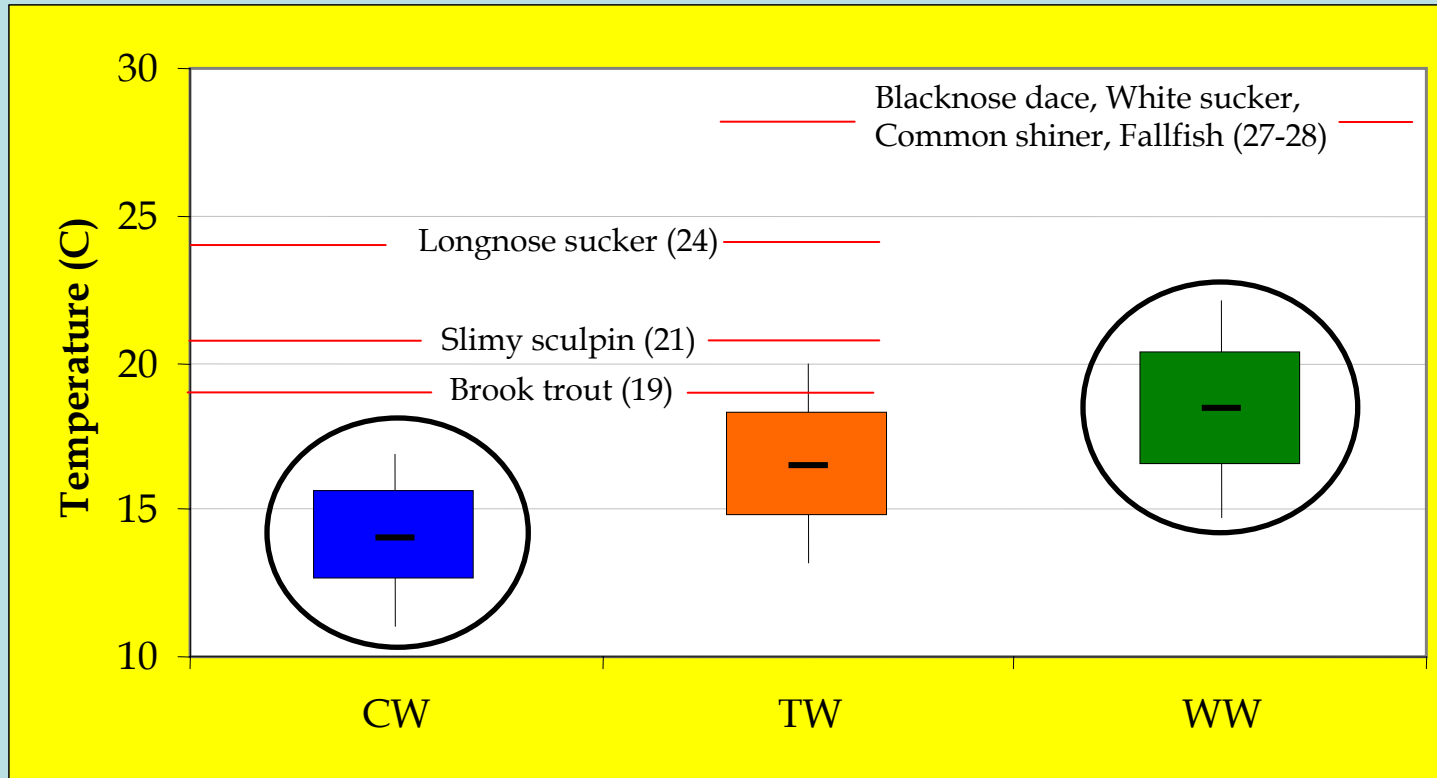 30
Blacknose dace, White sucker,
Common shiner, Fallfish (27-28)
25
Longnose sucker (24)
Slimy sculpin (21)
20
Brook trout (19)
15
10
Temperature (C)
CW TW WW